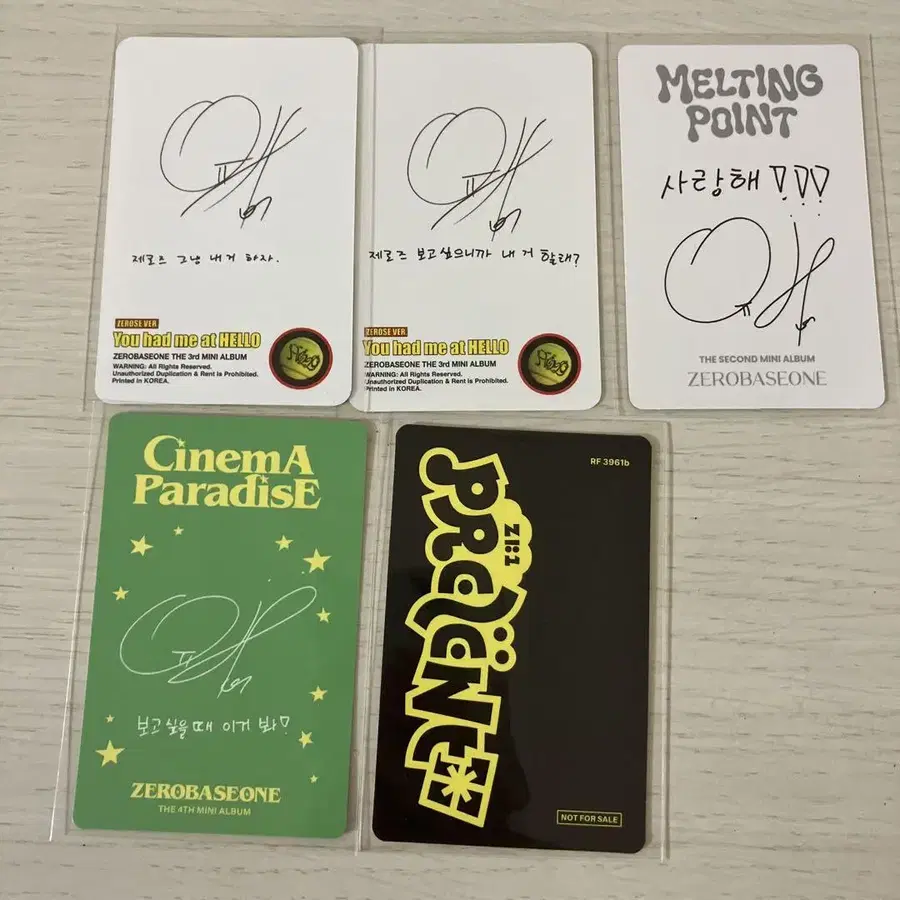 제로즈 그냥 내 거 하자.
ZEROSE VER
You had me at HELLO
ZEROBASEONE THE 3rd MINI ALBUM
WARNING: All Rights Reserved.
Unauthorized Duplication & Rent is Prohibited.
Printed in KOREA.
제로즈 보고싶으니까 내 거 할래?
ZEROSE VER
You had me at HELLO
ZEROBASEONE THE 3rd MINI ALBUM
WARNING: All Rights Reserved.
Unauthorized Duplication & Rent is Prohibited.
Printed in KOREA.
MELTING
POINT
사랑해!!!
THE SECOND MINI ALBUM
ZEROBASEONE
CinemA
ParadisE
보고싶을때 이거 봐!
ZEROBASEONE
THE 4TH MINI ALBUM
RF 3961b
NOT FOR SALE